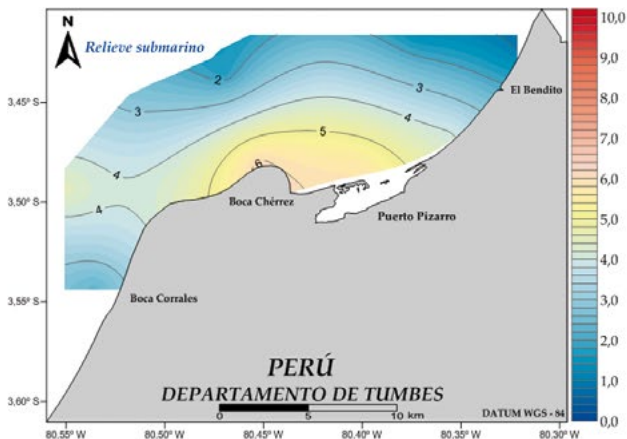 N
Relieve submarino
10,0
9,0
8,0
7,0
6,0
5,0
4,0
3,0
2,0
1,0
0,0
3,45° S
3,50° S
3,55° S
3,60° S
2
3
3
4
4
5
6
4
El Bendito
Boca Chérrez
Puerto Pizarro
Boca Corrales
PERÚ
DEPARTAMENTO DE TUMBES
0 5 10 km
DATUM WGS - 84
80.55° W 80.50° W 80.45° W 80.40° W 80.35° W 80.30° W